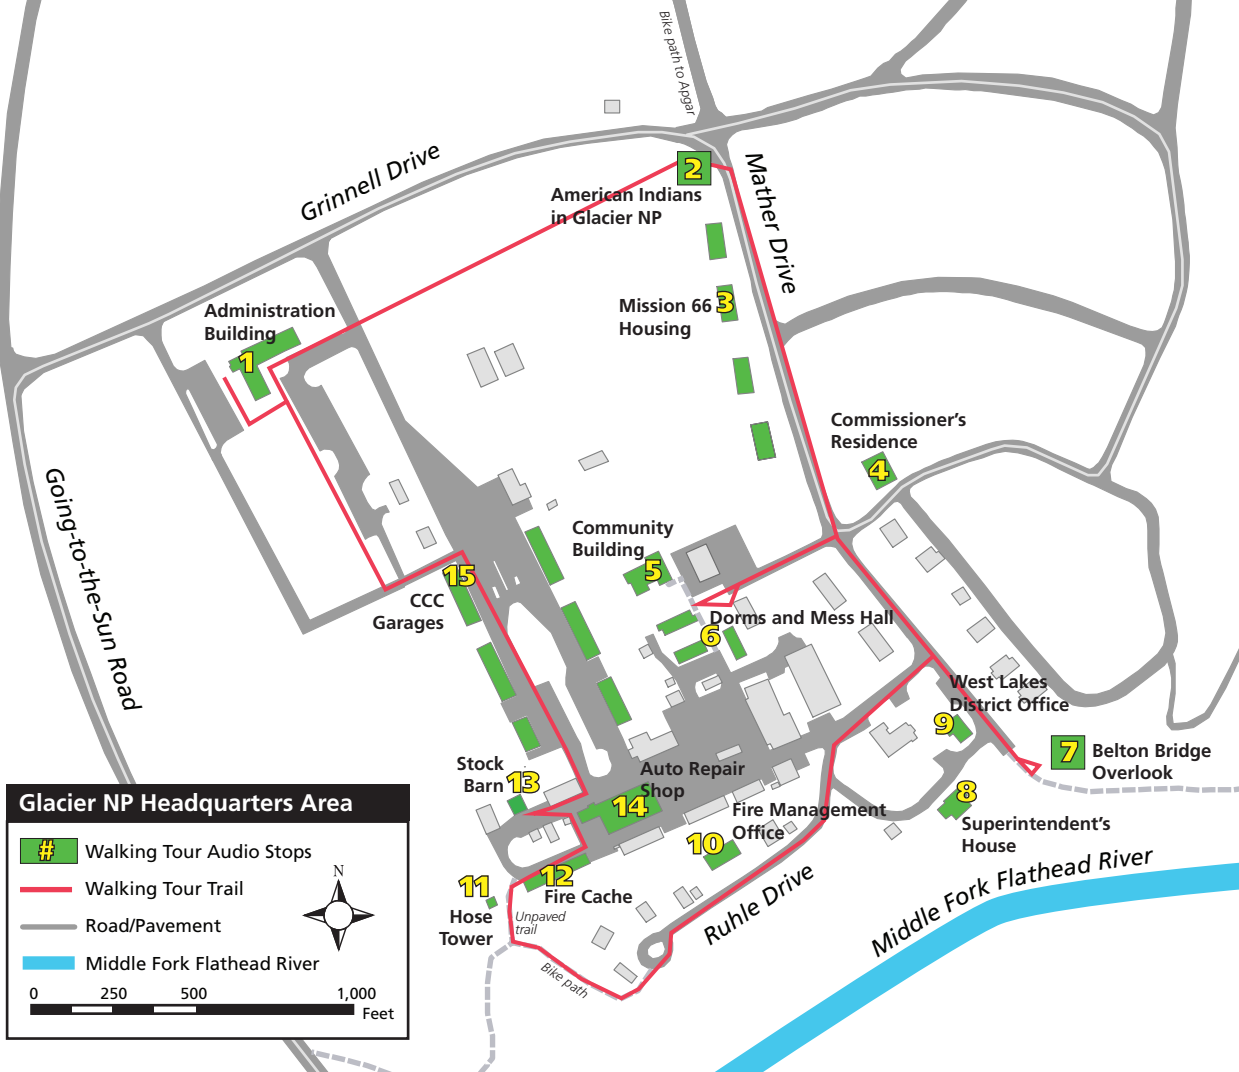 Bike path to Apgar
Grinnell Drive
2
American Indians
in Glacier NP
Mather Drive
Administration
Building
1
Mission 66
Housing
3
Commissioner's
Residence
4
Going-to-the-Sun Road
Community
Building
5
15
CCC
Garages
Dorms and Mess Hall
6
West Lakes
District Office
9
7
Belton Bridge
Overlook
Stock
Barn
13
Auto Repair
Shop
14
8
Superintendent's
House
Fire Management
Office
10
11
Hose
Tower
12
Fire Cache
Unpaved
trail
Bike path
Ruhle Drive
Middle Fork Flathead River
Glacier NP Headquarters Area
# Walking Tour Audio Stops
Walking Tour Trail
Road/Pavement
Middle Fork Flathead River
N
0 250 500 1,000
Feet